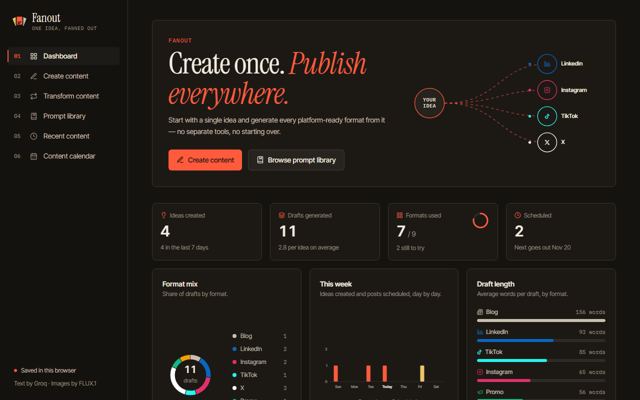 Fanout
ONE IDEA, FANNED OUT
01 Dashboard
02 Create content
03 Transform content
04 Prompt library
05 Recent content
06 Content calendar
Saved in this browser
Text by Groq · Images by FLUX.1
FANOUT
Create once. Publish
everywhere.
Start with a single idea and generate every platform-ready format from it
— no separate tools, no starting over.
Create content
Browse prompt library
YOUR
IDEA
LinkedIn
Instagram
TikTok
X
Ideas created
4
4 in the last 7 days
Drafts generated
11
2.8 per idea on average
Formats used
7 / 9
2 still to try
Scheduled
2
Next goes out Nov 20
Format mix
Share of drafts by format.
11
drafts
Blog 1
LinkedIn 2
Instagram 2
TikTok 1
X 3
This week
Ideas created and posts scheduled, day by day.
2
1
0
Sun Mon Tue Today Thu Fri Sat
Draft length
Average words per draft, by format.
Blog 156 words
LinkedIn 92 words
TikTok 85 words
Instagram 65 words
Promo 56 words